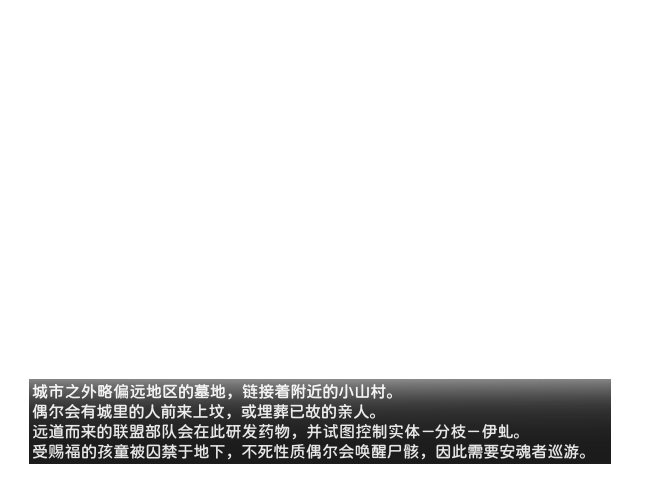 城市之外略偏远地区的墓地，链接着附近的小山村。
偶尔会有城里的人前来上坟，或埋葬已故的亲人。
远道而来的联盟部队会在此研发药物，并试图控制实体－分枝－伊虬。
受赐福的孩童被囚禁于地下，不死性质偶尔会唤醒尸骸，因此需要安魂者巡游。